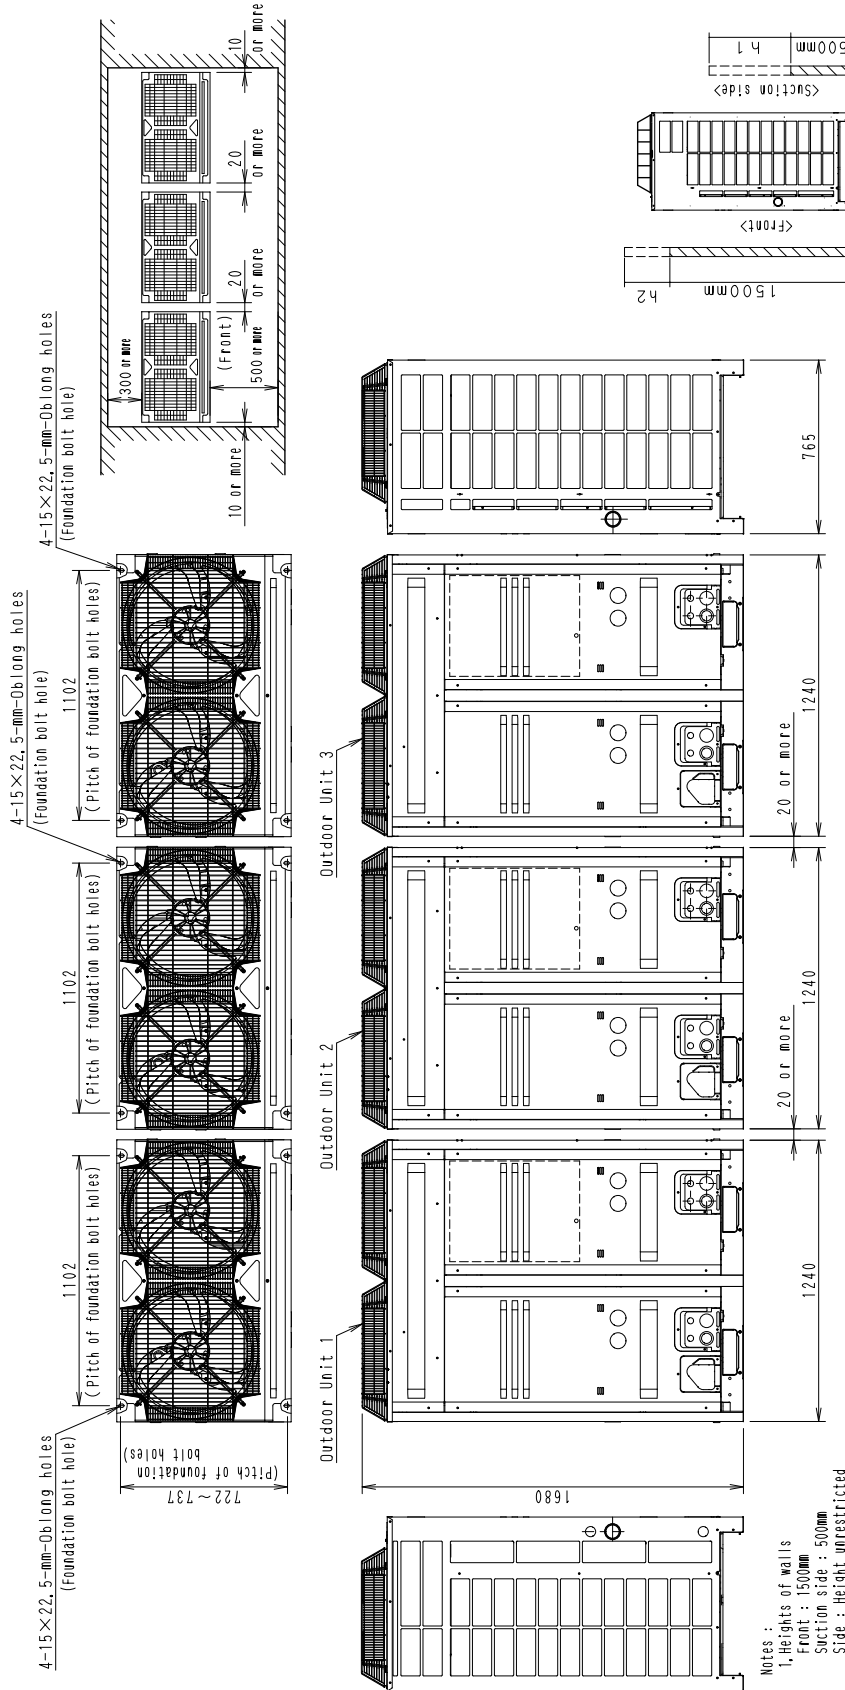 4-15×22,5-mm-Oblong holes
(Foundation bolt hole)
4-15×22,5-mm-Oblong holes
(Foundation bolt hole)
4-15×22,5-mm-Oblong holes
(Foundation bolt hole)
1102
(Pitch of foundation bolt holes)
1102
(Pitch of foundation bolt holes)
1102
(Pitch of foundation bolt holes)
722~737
(Pitch of foundation
bolt holes)
300 or more
(Front)
500 or more
10 or more
20
or more
20
or more
10
or more
Outdoor Unit 1
Outdoor Unit 2
Outdoor Unit 3
1680
1240
20 or more
1240
20 or more
1240
765
h2
1500mm
<Front>
<Suction side>
h1
500mm
Notes :
1,Heights of walls
Front : 1500mm
Suction side : 500mm
Side : Height unrestricted